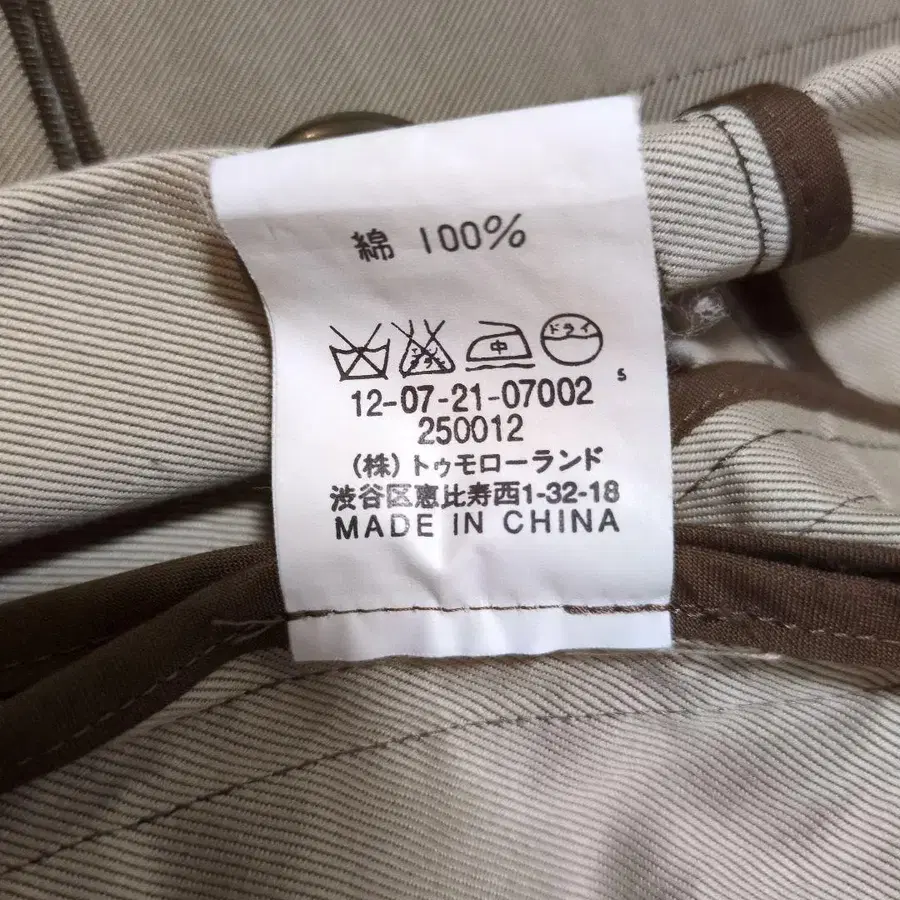 綿 100%
中 ドライ
12-07-21-07002 5
250012
(株)トゥモローランド
渋谷区恵比寿西1-32-18
MADE IN CHINA